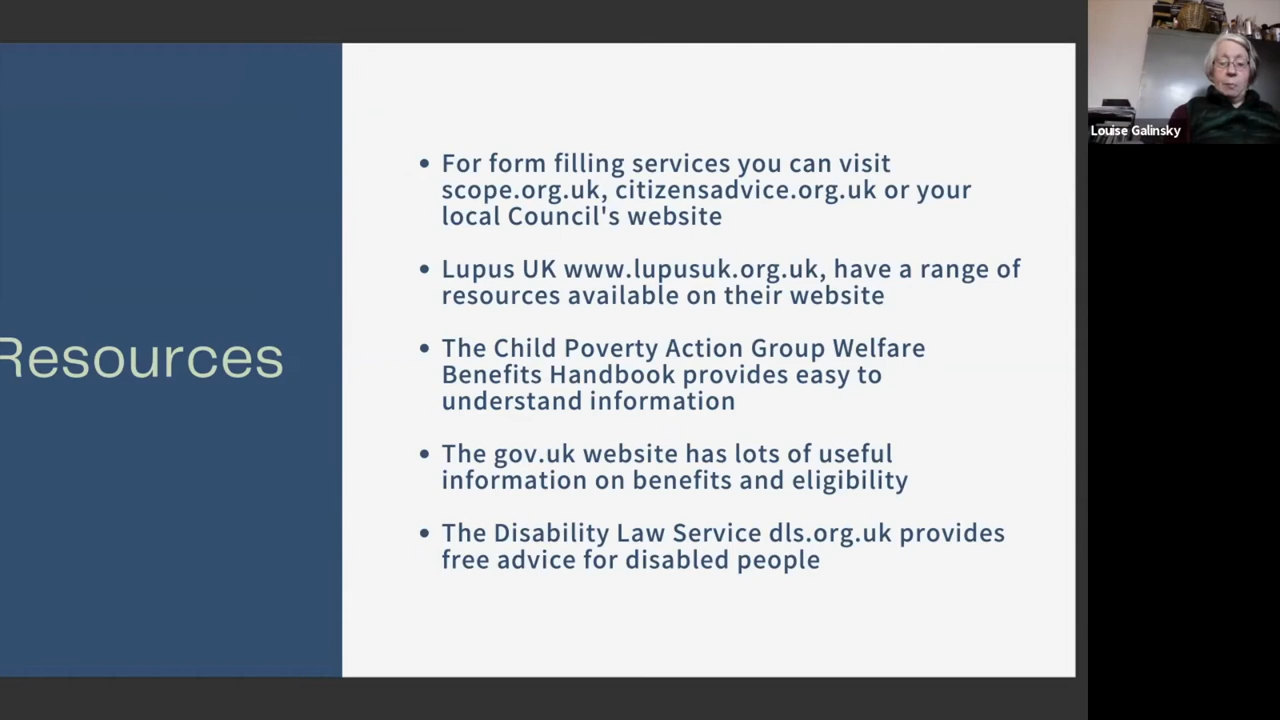 Resources
• For form filling services you can visit
scope.org.uk, citizensadvice.org.uk or your
local Council's website
• Lupus UK www.lupusuk.org.uk, have a range of
resources available on their website
• The Child Poverty Action Group Welfare
Benefits Handbook provides easy to
understand information
• The gov.uk website has lots of useful
information on benefits and eligibility
• The Disability Law Service dls.org.uk provides
free advice for disabled people
Louise Galinsky